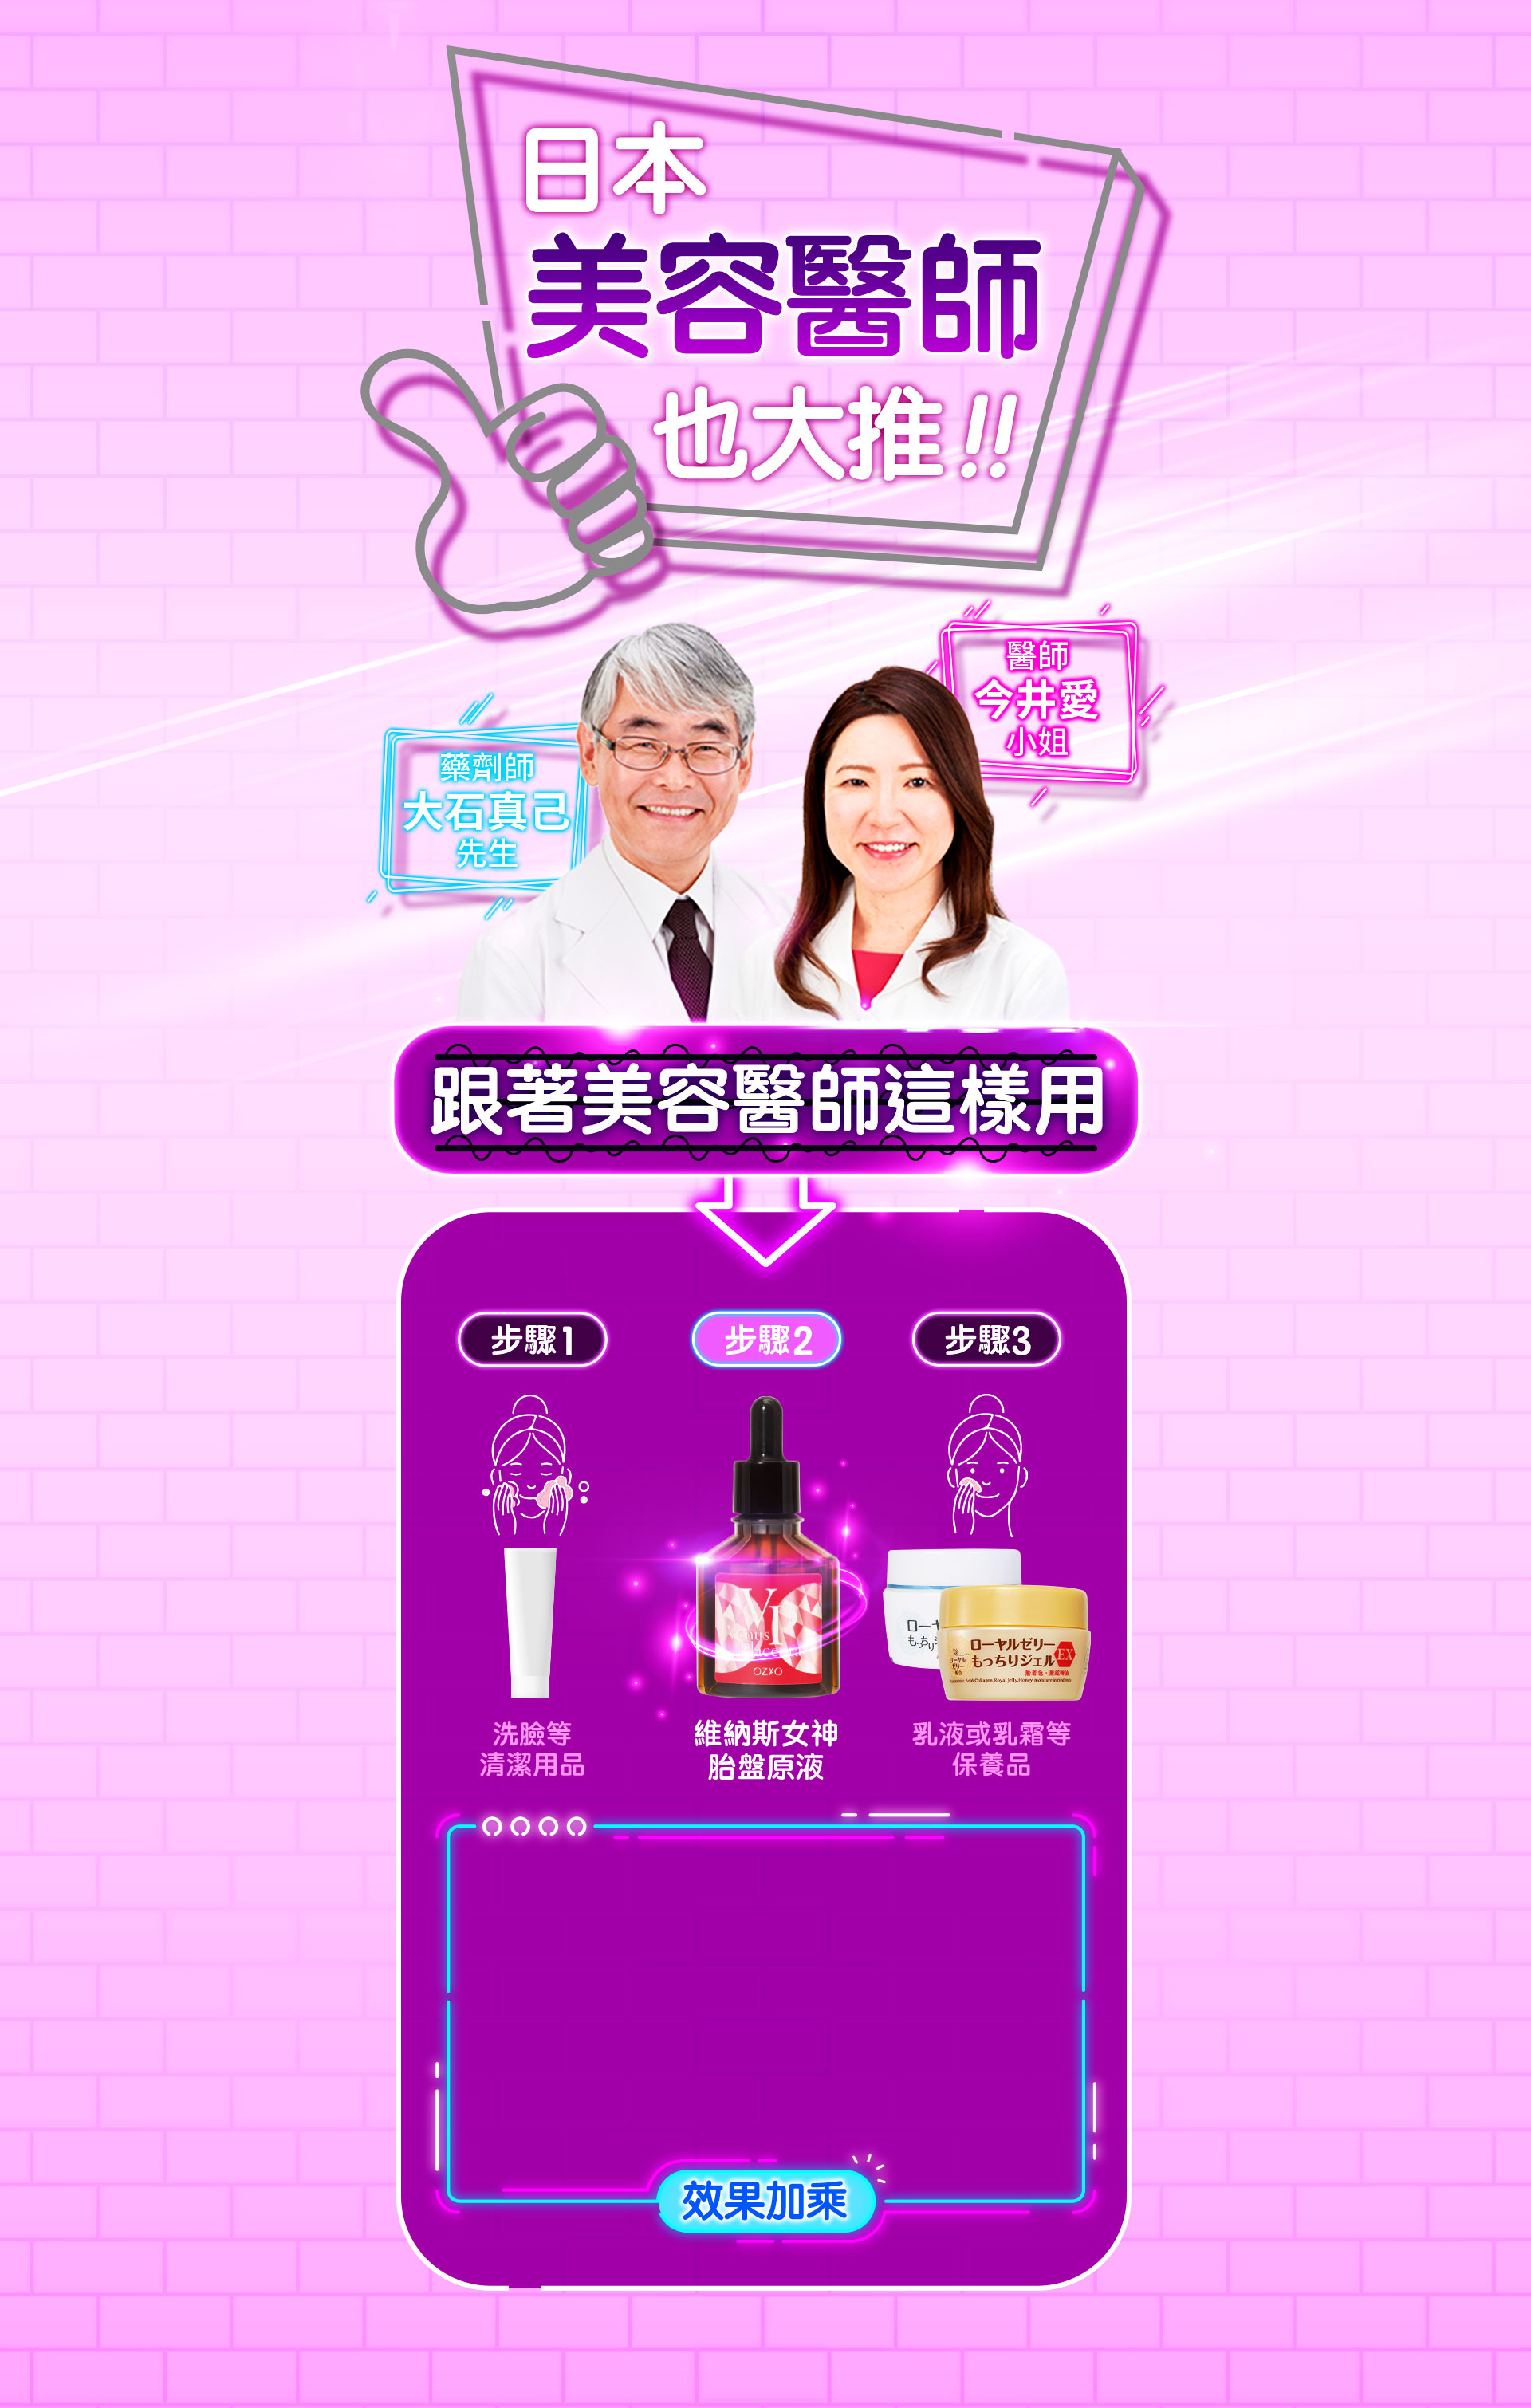 日本
美容醫師
也大推!!
醫師
今井愛
小姐
藥劑師
大石真己
先生
跟著美容醫師這樣用
步驟1
步驟2
步驟3
VP
OZIO
ローヤルゼリー
もっちりジェル EX
洗臉等
清潔用品
維納斯女神
胎盤原液
乳液或乳霜等
保養品
效果加乘